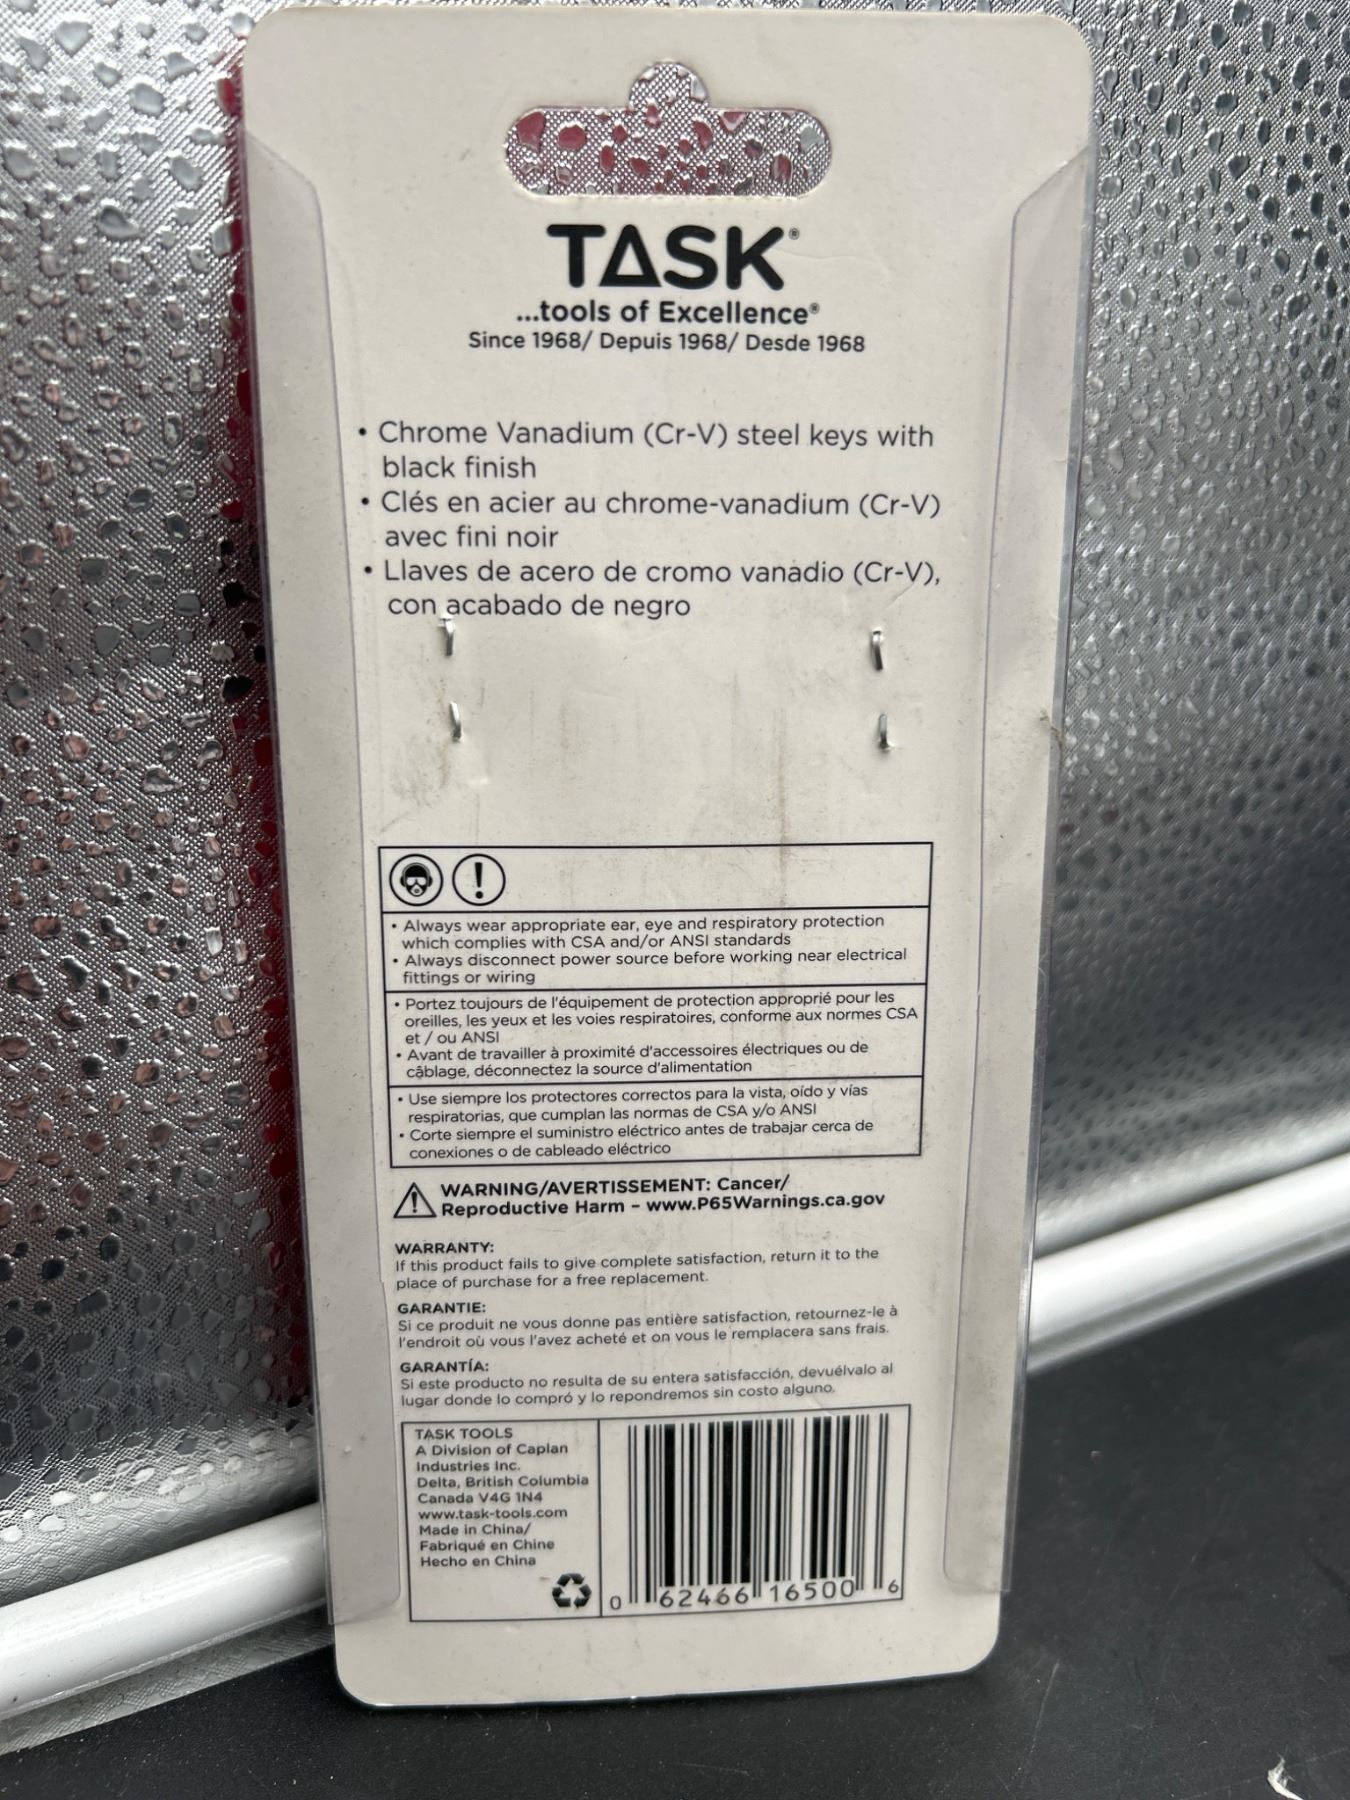 TASK®
...tools of Excellence®
Since 1968/ Depuis 1968/ Desde 1968
• Chrome Vanadium (Cr-V) steel keys with
black finish
• Clés en acier au chrome-vanadium (Cr-V)
avec fini noir
• Llaves de acero de cromo vanadio (Cr-V),
con acabado de negro
• Always wear appropriate ear, eye and respiratory protection
which complies with CSA and/or ANSI standards
• Always disconnect power source before working near electrical
fittings or wiring
• Portez toujours de l'équipement de protection approprié pour les
oreilles, les yeux et les voies respiratoires, conforme aux normes CSA
et / ou ANSI
• Avant de travailler à proximité d'accessoires électriques ou de
câblage, déconnectez la source d'alimentation
• Use siempre los protectores correctos para la vista, oído y vías
respiratorias, que cumplan las normas de CSA y/o ANSI
• Corte siempre el suministro eléctrico antes de trabajar cerca de
conexiones o de cableado eléctrico
WARNING/AVERTISSEMENT: Cancer/
Reproductive Harm – www.P65Warnings.ca.gov
WARRANTY:
If this product fails to give complete satisfaction, return it to the
place of purchase for a free replacement.
GARANTIE:
Si ce produit ne vous donne pas entière satisfaction, retournez-le à
l'endroit où vous l'avez acheté et on vous le remplacera sans frais.
GARANTÍA:
Si este producto no resulta de su entera satisfacción, devuélvalo al
lugar donde lo compró y lo repondremos sin costo alguno.
TASK TOOLS
A Division of Caplan
Industries Inc.
Delta, British Columbia
Canada V4G 1N4
www.task-tools.com
Made in China/
Fabriqué en Chine
Hecho en China
0 62466 16500 6